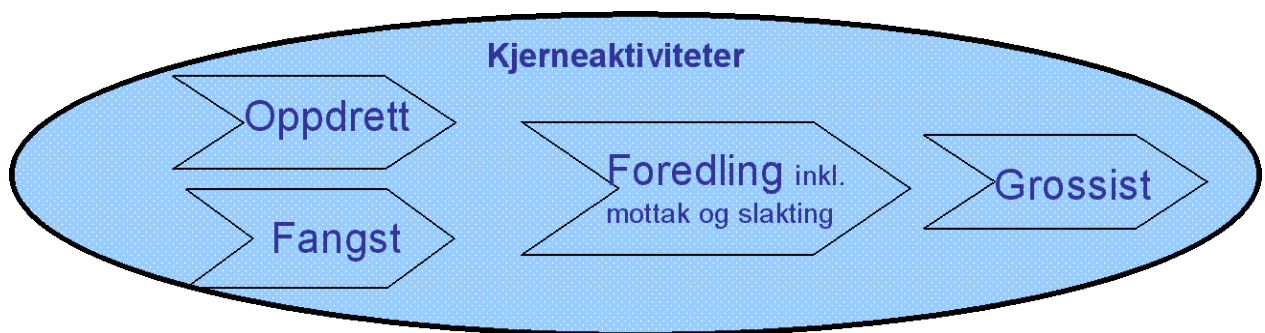 Kjerneaktiviteter
Oppdrett
Fangst
Foredling inkl.
mottak og slakting
Grossist